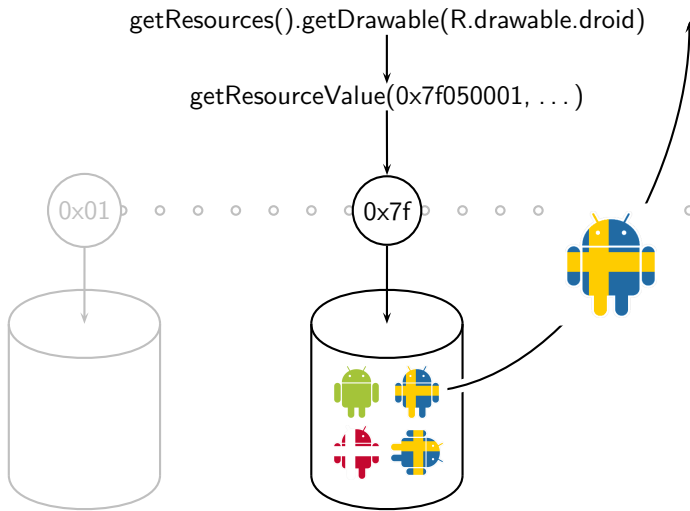 getResources().getDrawable(R.drawable.droid)
getResourceValue(0x7f050001, ...)
0x01
0x7f